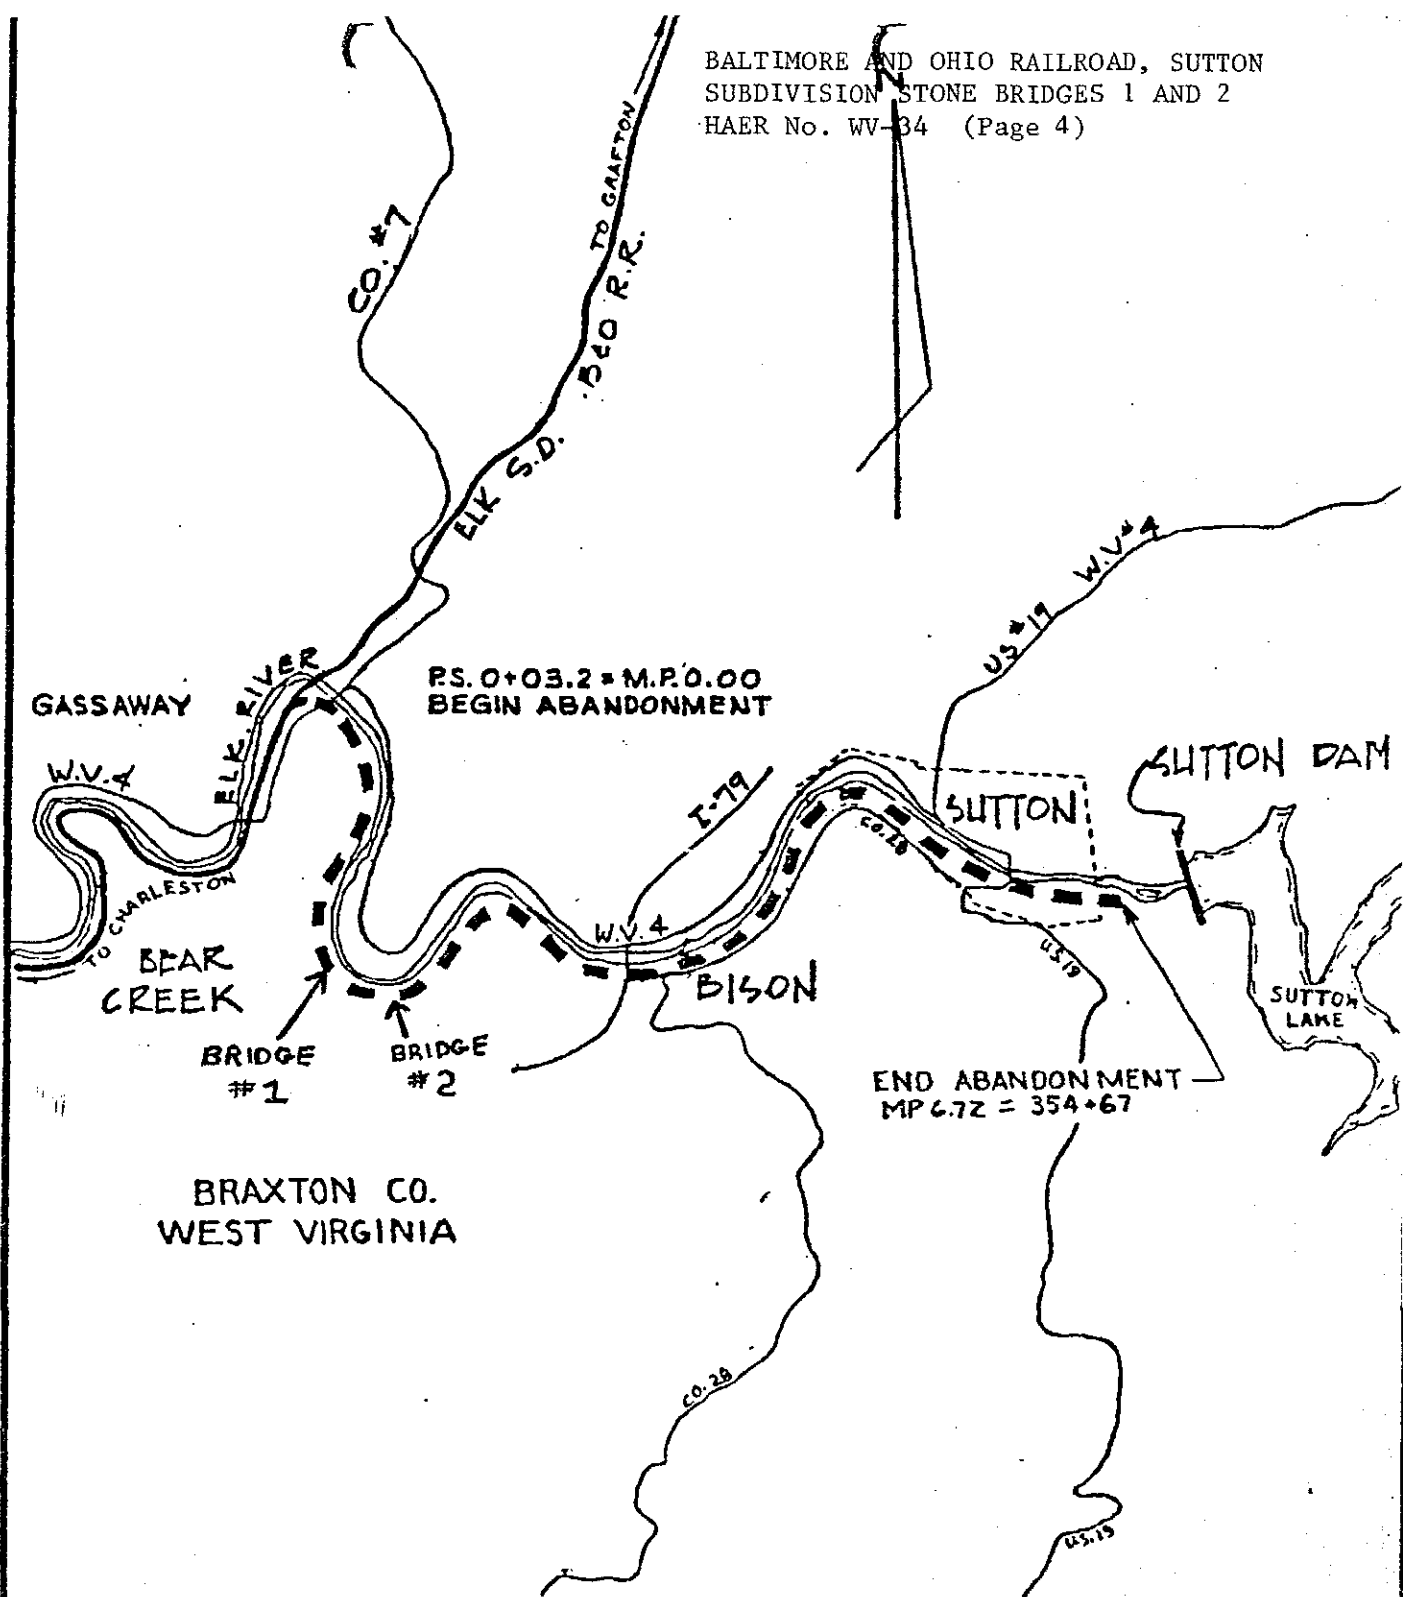 BALTIMORE AND OHIO RAILROAD, SUTTON
SUBDIVISION STONE BRIDGES 1 AND 2
HAER No. WV-34 (Page 4)
N
CO. #7
TO GRAFTON
B&O R.R.
ELK S.D.
W.V. #4
US #19
ELK RIVER
P.S. 0+03.2 = M.P. 0.00
BEGIN ABANDONMENT
GASSAWAY
W.V. 4
I-79
SUTTON DAM
SUTTON
CO. 28
TO CHARLESTON
W.V. 4
BEAR
CREEK
BISON
U.S. 19
SUTTON
LAKE
BRIDGE
#1
BRIDGE
#2
END ABANDONMENT
MP 6.72 = 354+67
BRAXTON CO.
WEST VIRGINIA
CO. 28
U.S. 19